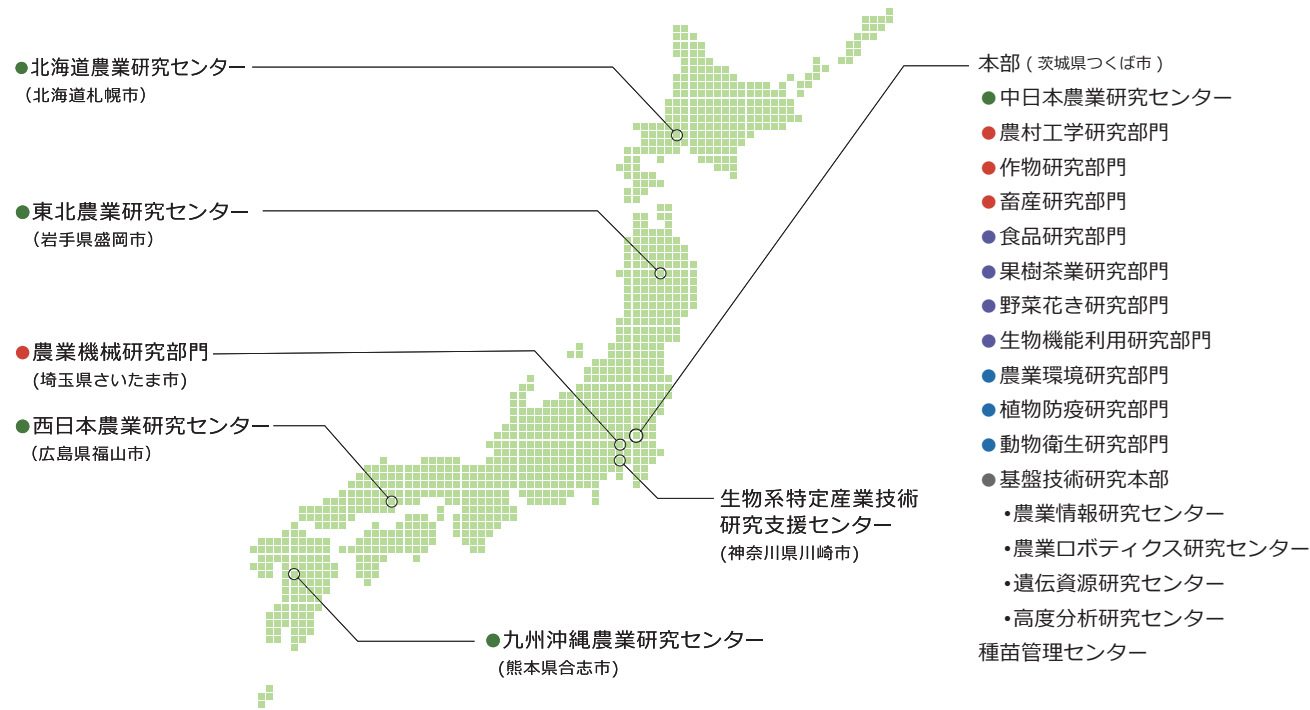 ●北海道農業研究センター
（北海道札幌市）
●東北農業研究センター
（岩手県盛岡市）
●農業機械研究部門
(埼玉県さいたま市)
●西日本農業研究センター
（広島県福山市）
生物系特定産業技術
研究支援センター
(神奈川県川崎市)
●九州沖縄農業研究センター
(熊本県合志市)
本部 ( 茨城県つくば市 )
●中日本農業研究センター
●農村工学研究部門
●作物研究部門
●畜産研究部門
●食品研究部門
●果樹茶業研究部門
●野菜花き研究部門
●生物機能利用研究部門
●農業環境研究部門
●植物防疫研究部門
●動物衛生研究部門
●基盤技術研究本部
・農業情報研究センター
・農業ロボティクス研究センター
・遺伝資源研究センター
・高度分析研究センター
種苗管理センター